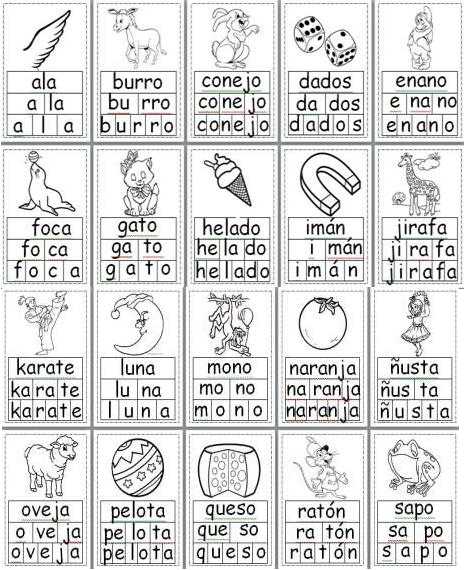 ala
a la
a l a
burro
bu rro
b u r r o
conejo
co ne jo
c o n e j o
dados
da dos
d a d o s
enano
e na no
e n a n o
foca
fo ca
f o c a
gato
ga to
g a t o
helado
he la do
h e l a d o
imán
i mán
i m á n
jirafa
ji ra fa
j i r a f a
karate
ka ra te
k a r a t e
luna
lu na
l u n a
mono
mo no
m o n o
naranja
na ran ja
n a r a n j a
ñusta
ñus ta
ñ u s t a
oveja
o ve ja
o v e j a
pelota
pe lo ta
p e l o t a
queso
que so
q u e s o
ratón
ra tón
r a t ó n
sapo
sa po
s a p o